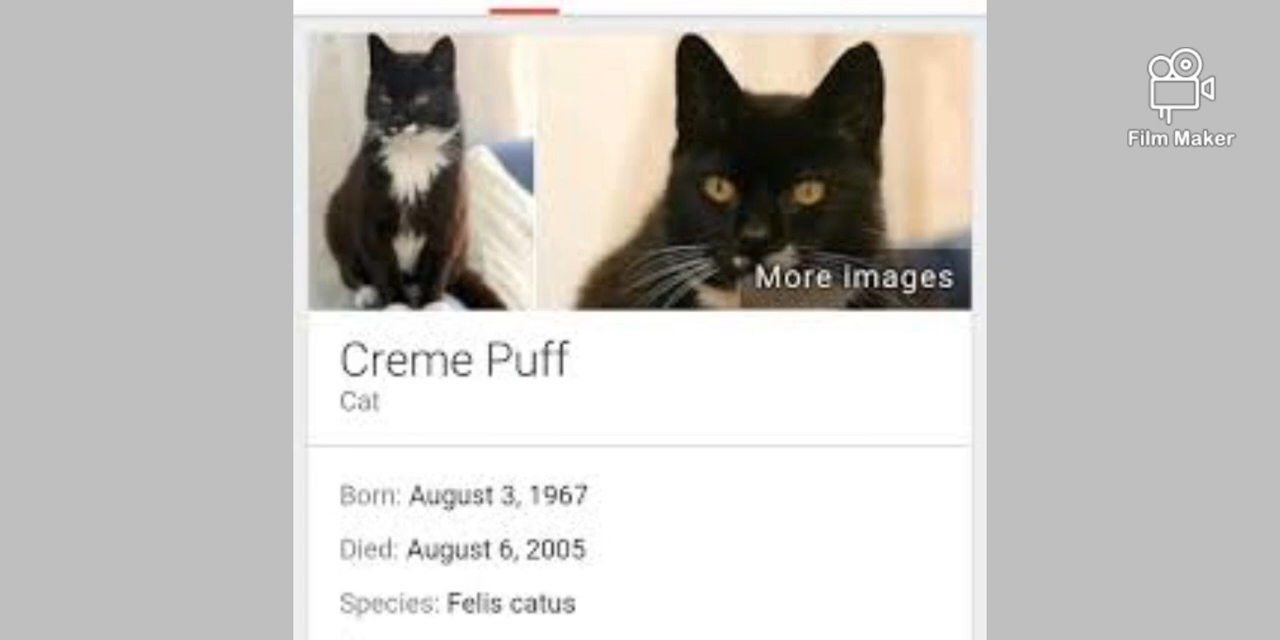 Film Maker
More images
Creme Puff
Cat
Born: August 3, 1967
Died: August 6, 2005
Species: Felis catus